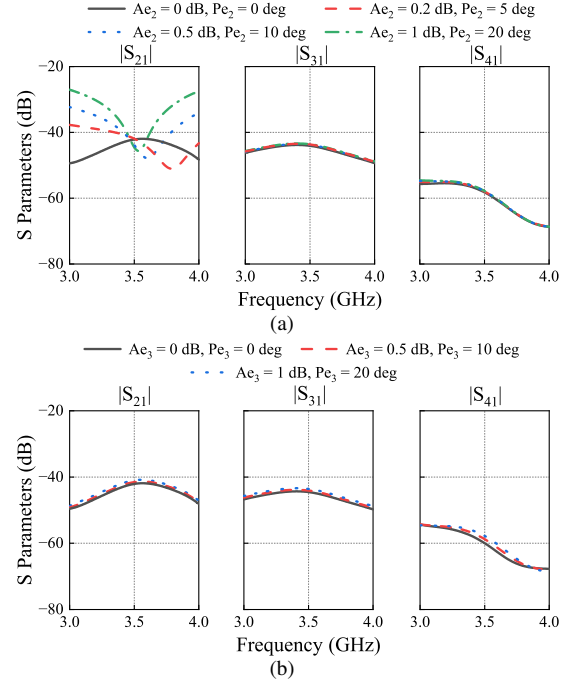 Ae₂ = 0 dB, Pe₂ = 0 deg Ae₂ = 0.2 dB, Pe₂ = 5 deg
Ae₂ = 0.5 dB, Pe₂ = 10 deg Ae₂ = 1 dB, Pe₂ = 20 deg
|S₂₁| |S₃₁| |S₄₁|
S Parameters (dB)
−20
−40
−60
−80
3.0 3.5 4.0 3.0 3.5 4.0 3.0 3.5 4.0
Frequency (GHz)
(a)
Ae₃ = 0 dB, Pe₃ = 0 deg Ae₃ = 0.5 dB, Pe₃ = 10 deg
Ae₃ = 1 dB, Pe₃ = 20 deg
|S₂₁| |S₃₁| |S₄₁|
S Parameters (dB)
−20
−40
−60
−80
3.0 3.5 4.0 3.0 3.5 4.0 3.0 3.5 4.0
Frequency (GHz)
(b)